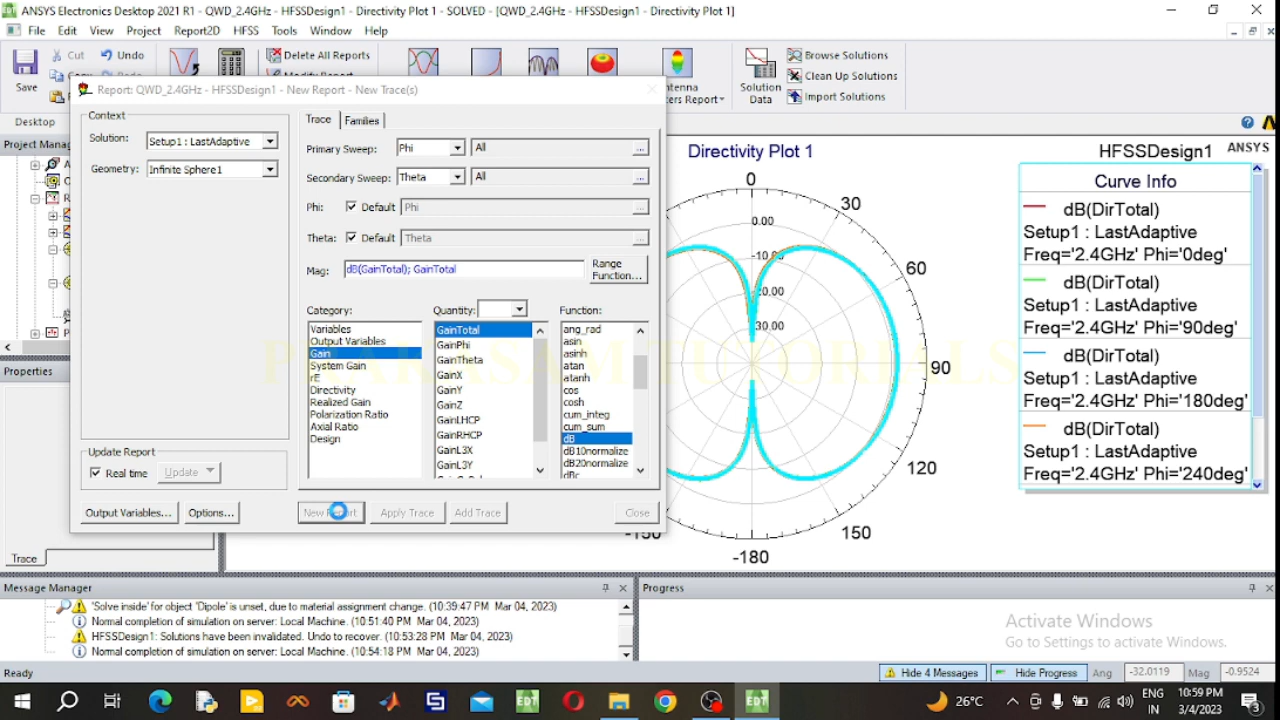 ANSYS Electronics Desktop 2021 R1 - QWD_2.4GHz - HFSSDesign1 - Directivity Plot 1 - SOLVED - [QWD_2.4GHz - HFSSDesign1 - Directivity Plot 1]
File Edit View Project Report2D HFSS Tools Window Help
Save
Cut
Undo
Delete All Reports
Browse Solutions
Clean Up Solutions
Import Solutions
Solution Data
Desktop
Report: QWD_2.4GHz - HFSSDesign1 - New Report - New Trace(s)
Context
Solution: Setup1 : LastAdaptive
Geometry: Infinite Sphere1
Update Report
Real time Update
Output Variables... Options...
Trace Families
Primary Sweep: Phi All ...
Secondary Sweep: Theta All ...
Phi: Default Phi ...
Theta: Default Theta ...
Mag: dB(GainTotal); GainTotal
Range Function...
Category:
Variables
Output Variables
Gain
System Gain
rE
Directivity
Realized Gain
Polarization Ratio
Axial Ratio
Design
Quantity:
GainTotal
GainPhi
GainTheta
GainX
GainY
GainZ
GainLHCP
GainRHCP
GainL3X
GainL3Y
Function:
ang_rad
asin
asinh
atan
atanh
cos
cosh
cum_integ
cum_sum
dB
dB10normalize
dB20normalize
dBc
New Report Apply Trace Add Trace Close
Directivity Plot 1
HFSSDesign1
ANSYS
0
30
60
90
120
150
-180
-150
0.00
-10.00
30.00
Curve Info
dB(DirTotal)
Setup1 : LastAdaptive
Freq='2.4GHz' Phi='0deg'
dB(DirTotal)
Setup1 : LastAdaptive
Freq='2.4GHz' Phi='90deg'
dB(DirTotal)
Setup1 : LastAdaptive
Freq='2.4GHz' Phi='180deg'
dB(DirTotal)
Setup1 : LastAdaptive
Freq='2.4GHz' Phi='240deg'
Properties
Trace
Message Manager
'Solve inside' for object 'Dipole' is unset, due to material assignment change. (10:39:47 PM Mar 04, 2023)
Normal completion of simulation on server: Local Machine. (10:51:40 PM Mar 04, 2023)
HFSSDesign1: Solutions have been invalidated. Undo to recover. (10:53:28 PM Mar 04, 2023)
Normal completion of simulation on server: Local Machine. (10:54:18 PM Mar 04, 2023)
Progress
Activate Windows
Go to Settings to activate Windows.
Ready
Hide 4 Messages Hide Progress Ang -32.0119 Mag -0.9524
26°C
ENG
IN
10:59 PM
3/4/2023